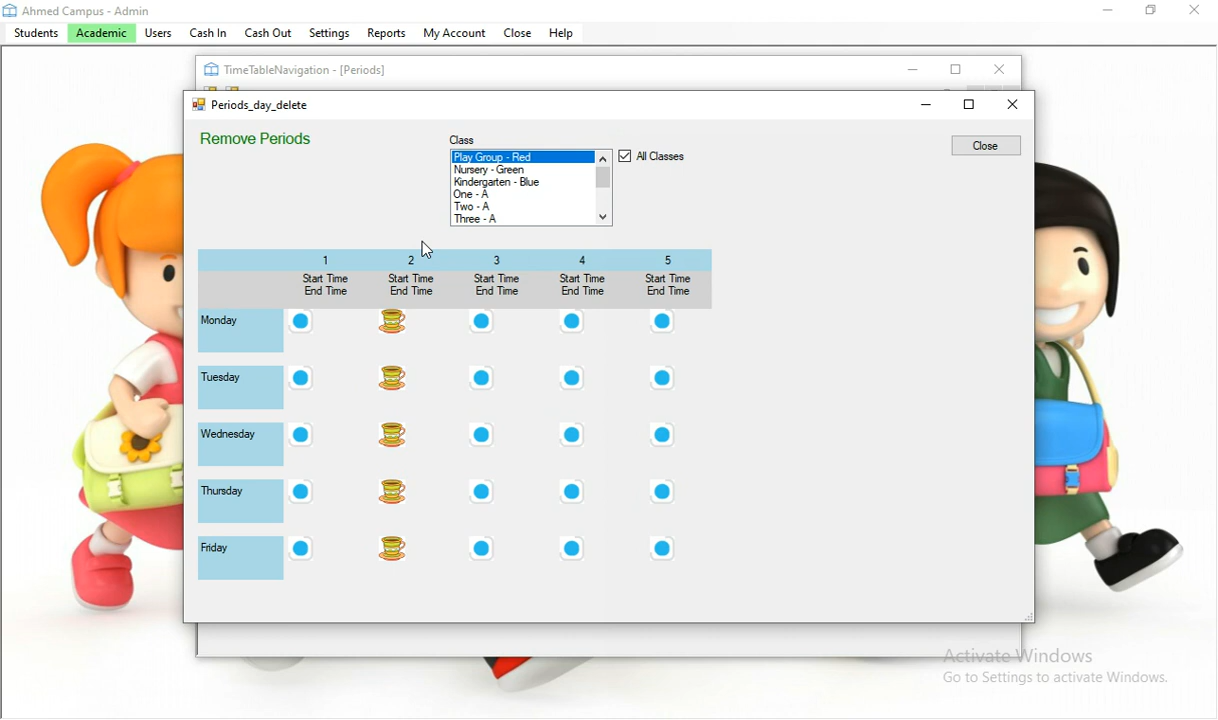 Ahmed Campus - Admin
Students Academic Users Cash In Cash Out Settings Reports My Account Close Help
TimeTableNavigation - [Periods]
Periods_day_delete
Remove Periods
Class
Close
Play Group - Red
All Classes
Nursery - Green
Kindergarten - Blue
One - A
Two - A
Three - A
1 2 3 4 5
Start Time Start Time Start Time Start Time Start Time
End Time End Time End Time End Time End Time
Monday
Tuesday
Wednesday
Thursday
Friday
Activate Windows
Go to Settings to activate Windows.